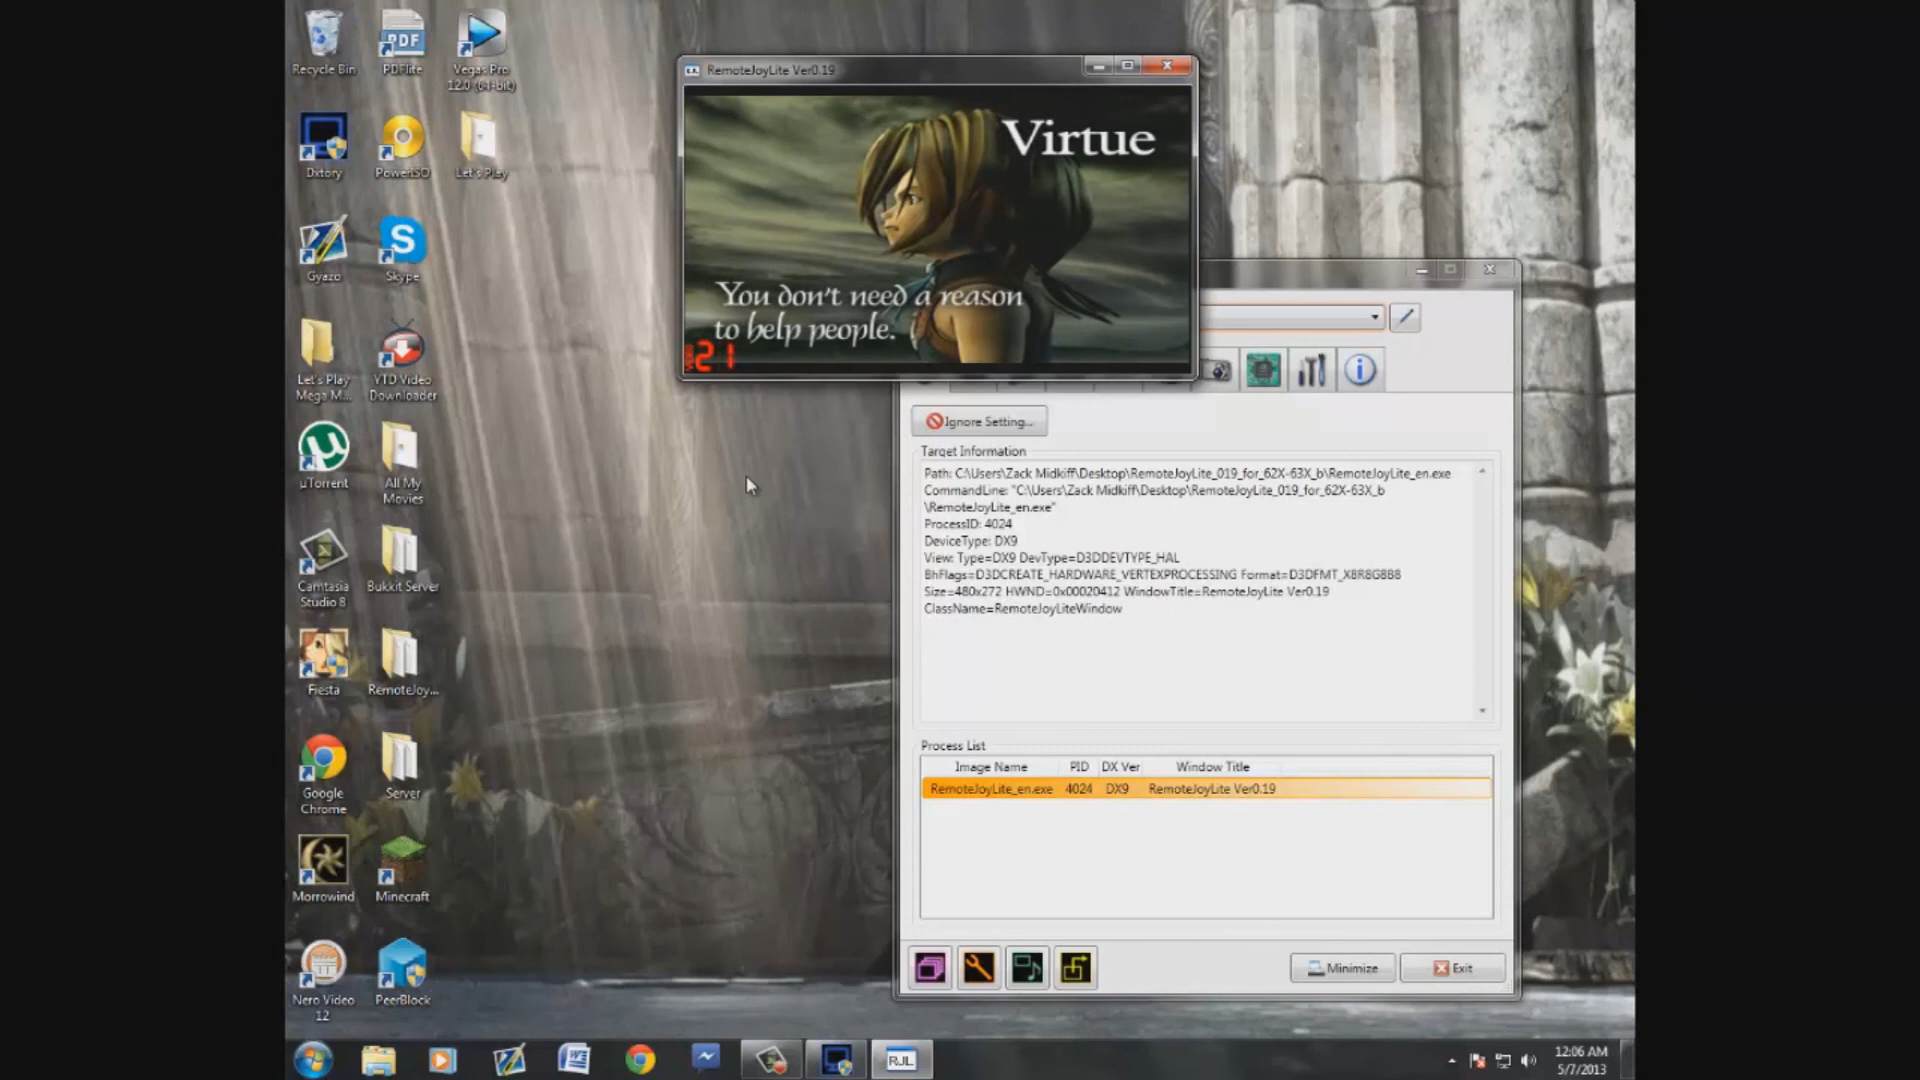 Recycle Bin
PDFlite
Vegas Pro
12.0 (64-bit)
Dxtory
PowerISO
Let's Play
Gyazo
Skype
Let's Play
Mega M...
YTD Video
Downloader
µTorrent
All My
Movies
Camtasia
Studio 8
Bukkit Server
Fiesta
RemoteJoy...
Google
Chrome
Server
Morrowind
Minecraft
Nero Video
12
PeerBlock
RemoteJoyLite Ver0.19
Virtue
You don't need a reason
to help people.
21
Ignore Setting...
Target Information
Path: C:\Users\Zack Midkiff\Desktop\RemoteJoyLite_019_for_62X-63X_b\RemoteJoyLite_en.exe
CommandLine: "C:\Users\Zack Midkiff\Desktop\RemoteJoyLite_019_for_62X-63X_b
\RemoteJoyLite_en.exe"
ProcessID: 4024
DeviceType: DX9
View: Type=DX9 DevType=D3DDEVTYPE_HAL
BhFlags=D3DCREATE_HARDWARE_VERTEXPROCESSING Format=D3DFMT_X8R8G8B8
Size=480x272 HWND=0x00020412 WindowTitle=RemoteJoyLite Ver0.19
ClassName=RemoteJoyLiteWindow
Process List
Image Name PID DX Ver Window Title
RemoteJoyLite_en.exe 4024 DX9 RemoteJoyLite Ver0.19
Minimize Exit
RJL
12:06 AM
5/7/2013